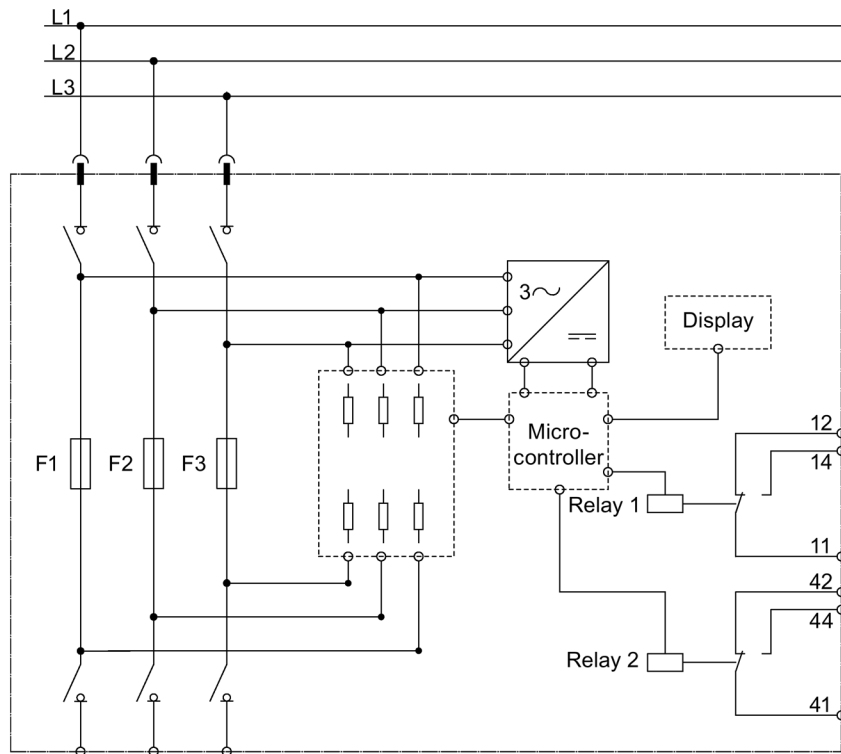 L1
L2
L3
3
Display
12
Micro-
controller
14
F1
F2
F3
Relay 1
11
42
44
Relay 2
41